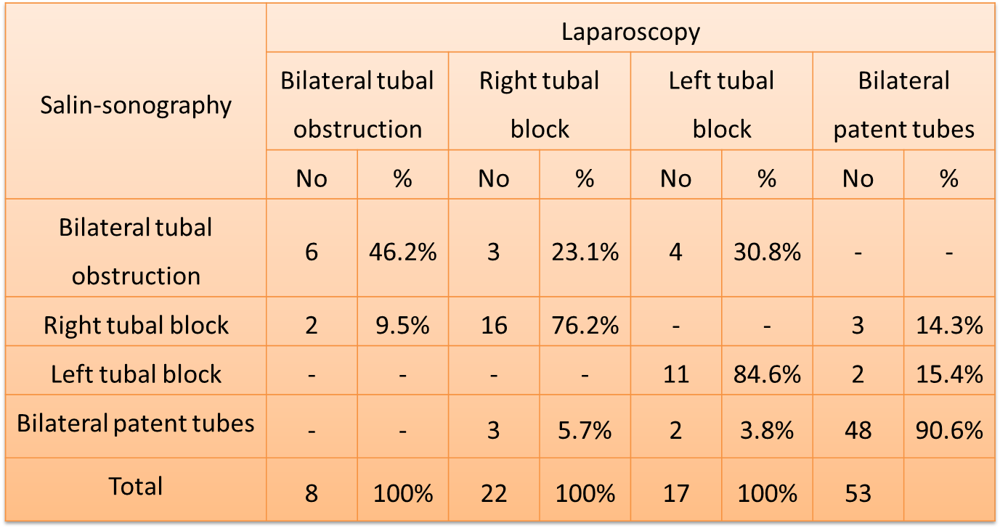 Laparoscopy
Salin-sonography
Bilateral tubal
obstruction
Right tubal
block
Left tubal
block
Bilateral
patent tubes
No % No % No % No %
Bilateral tubal
obstruction
6 46.2% 3 23.1% 4 30.8% - -
Right tubal block 2 9.5% 16 76.2% - - 3 14.3%
Left tubal block - - - - 11 84.6% 2 15.4%
Bilateral patent tubes - - 3 5.7% 2 3.8% 48 90.6%
Total 8 100% 22 100% 17 100% 53